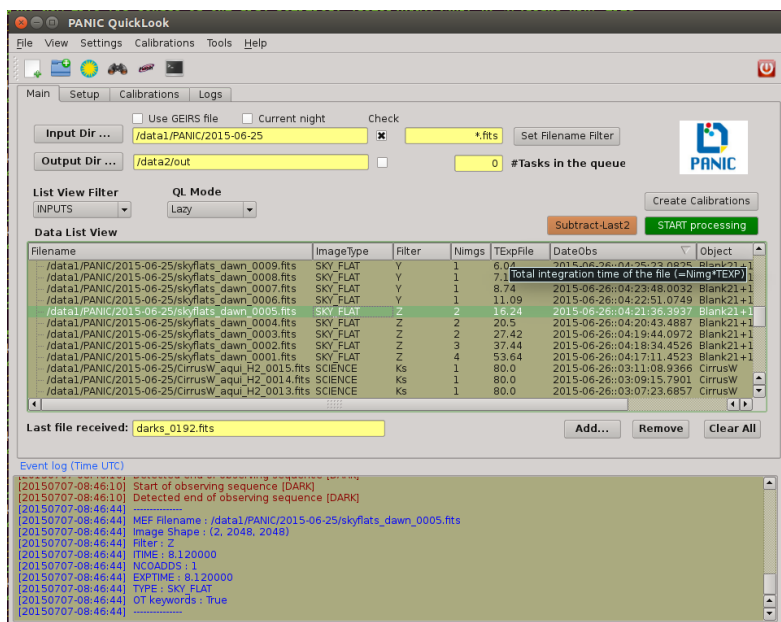 PANIC QuickLook
File View Settings Calibrations Tools Help
Main Setup Calibrations Logs
Use GEIRS file Current night Check
Input Dir ... /data1/PANIC/2015-06-25 *.fits Set Filename Filter
Output Dir ... /data2/out 0 #Tasks in the queue
PANIC
List View Filter QL Mode
INPUTS Lazy Create Calibrations
Data List View Subtract-Last2 START processing
Filename ImageType Filter Nimgs TExpFile DateObs Object
/data1/PANIC/2015-06-25/skyflats_dawn_0009.fits SKY_FLAT Y 1 6.04 2015-06-26::04:25:23.0825 Blank21+1
Total integration time of the file (=Nimg*TEXP)
/data1/PANIC/2015-06-25/skyflats_dawn_0008.fits SKY_FLAT Y 1 7.1
/data1/PANIC/2015-06-25/skyflats_dawn_0007.fits SKY_FLAT Y 1 8.74 2015-06-26::04:23:48.0032 Blank21+1
/data1/PANIC/2015-06-25/skyflats_dawn_0006.fits SKY_FLAT Y 1 11.09 2015-06-26::04:22:51.0749 Blank21+1
/data1/PANIC/2015-06-25/skyflats_dawn_0005.fits SKY_FLAT Z 2 16.24 2015-06-26::04:21:36.3937 Blank21+1
/data1/PANIC/2015-06-25/skyflats_dawn_0004.fits SKY_FLAT Z 2 20.5 2015-06-26::04:20:43.4887 Blank21+1
/data1/PANIC/2015-06-25/skyflats_dawn_0003.fits SKY_FLAT Z 2 27.42 2015-06-26::04:19:44.0972 Blank21+1
/data1/PANIC/2015-06-25/skyflats_dawn_0002.fits SKY_FLAT Z 3 37.44 2015-06-26::04:18:34.4526 Blank21+1
/data1/PANIC/2015-06-25/skyflats_dawn_0001.fits SKY_FLAT Z 4 53.64 2015-06-26::04:17:11.4523 Blank21+1
/data1/PANIC/2015-06-25/CirrusW_aqui_H2_0015.fits SCIENCE Ks 1 80.0 2015-06-26::03:11:08.9366 CirrusW
/data1/PANIC/2015-06-25/CirrusW_aqui_H2_0014.fits SCIENCE Ks 1 80.0 2015-06-26::03:09:15.7901 CirrusW
/data1/PANIC/2015-06-25/CirrusW_aqui_H2_0013.fits SCIENCE Ks 1 80.0 2015-06-26::03:07:23.6857 CirrusW
Last file received: darks_0192.fits Add... Remove Clear All
Event log (Time UTC)
[20150707-08:46:10] Start of observing sequence [DARK]
[20150707-08:46:10] Detected end of observing sequence [DARK]
[20150707-08:46:44] ---------------
[20150707-08:46:44] MEF Filename : /data1/PANIC/2015-06-25/skyflats_dawn_0005.fits
[20150707-08:46:44] Image Shape : (2, 2048, 2048)
[20150707-08:46:44] Filter : Z
[20150707-08:46:44] ITIME : 8.120000
[20150707-08:46:44] NCOADDS : 1
[20150707-08:46:44] EXPTIME : 8.120000
[20150707-08:46:44] TYPE : SKY_FLAT
[20150707-08:46:44] OT keywords : True
[20150707-08:46:44] ---------------